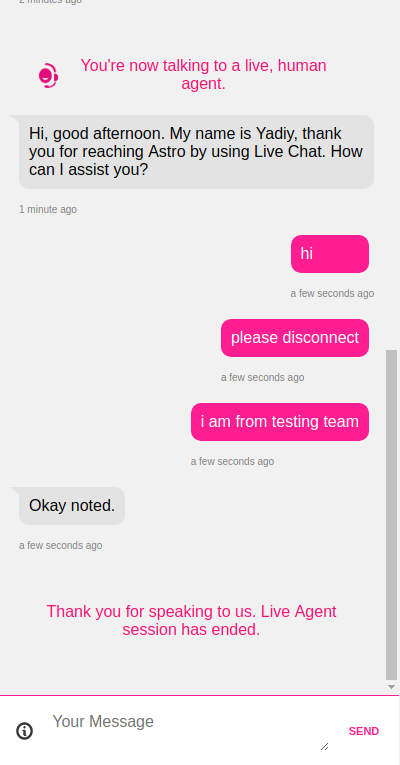 2 minutes ago
You're now talking to a live, human
agent.
Hi, good afternoon. My name is Yadiy, thank
you for reaching Astro by using Live Chat. How
can I assist you?
1 minute ago
hi
a few seconds ago
please disconnect
a few seconds ago
i am from testing team
a few seconds ago
Okay noted.
a few seconds ago
Thank you for speaking to us. Live Agent
session has ended.
Your Message
SEND